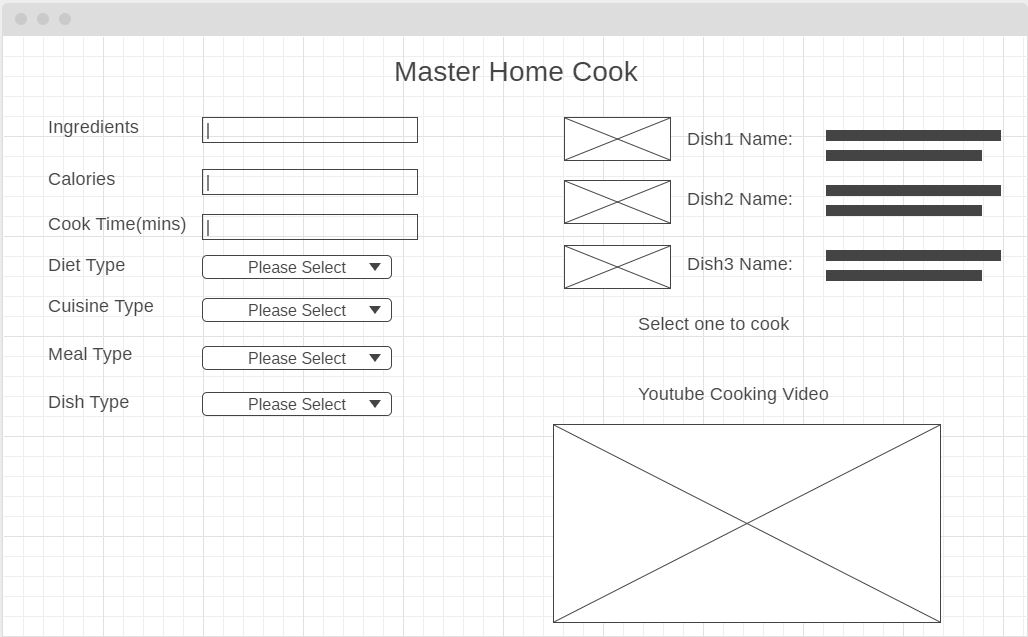 Master Home Cook
Ingredients
Calories
Cook Time(mins)
Diet Type Please Select
Cuisine Type Please Select
Meal Type Please Select
Dish Type Please Select
Dish1 Name:
Dish2 Name:
Dish3 Name:
Select one to cook
Youtube Cooking Video